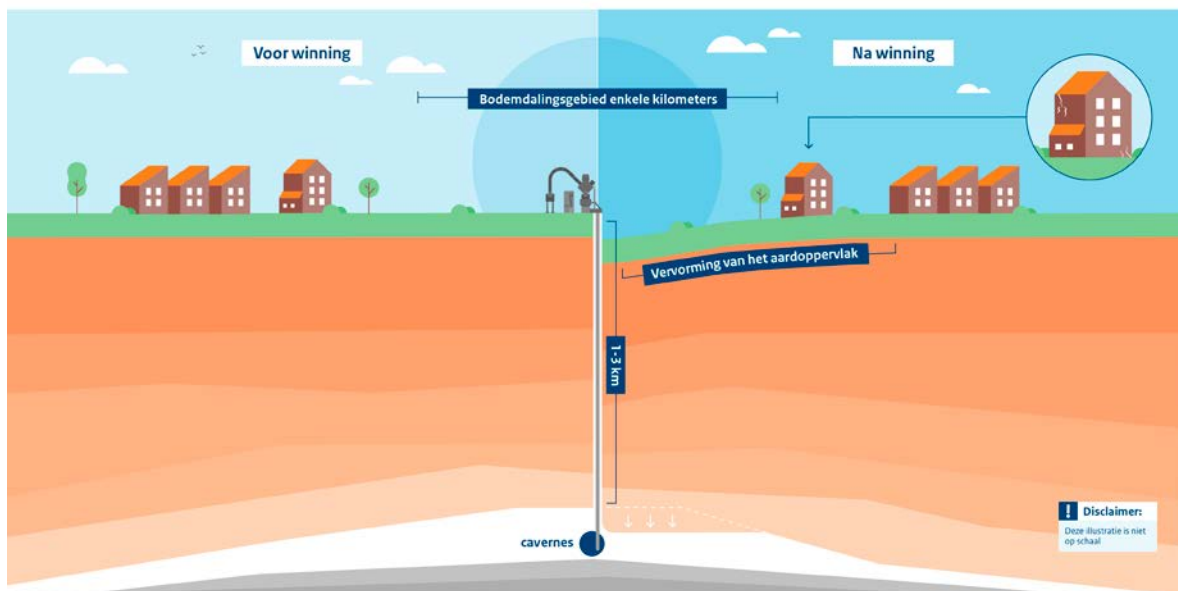 Voor winning
Na winning
Bodemdalingsgebied enkele kilometers
Vervorming van het aardoppervlak
1-3 km
cavernes
! Disclaimer:
Deze illustratie is niet
op schaal